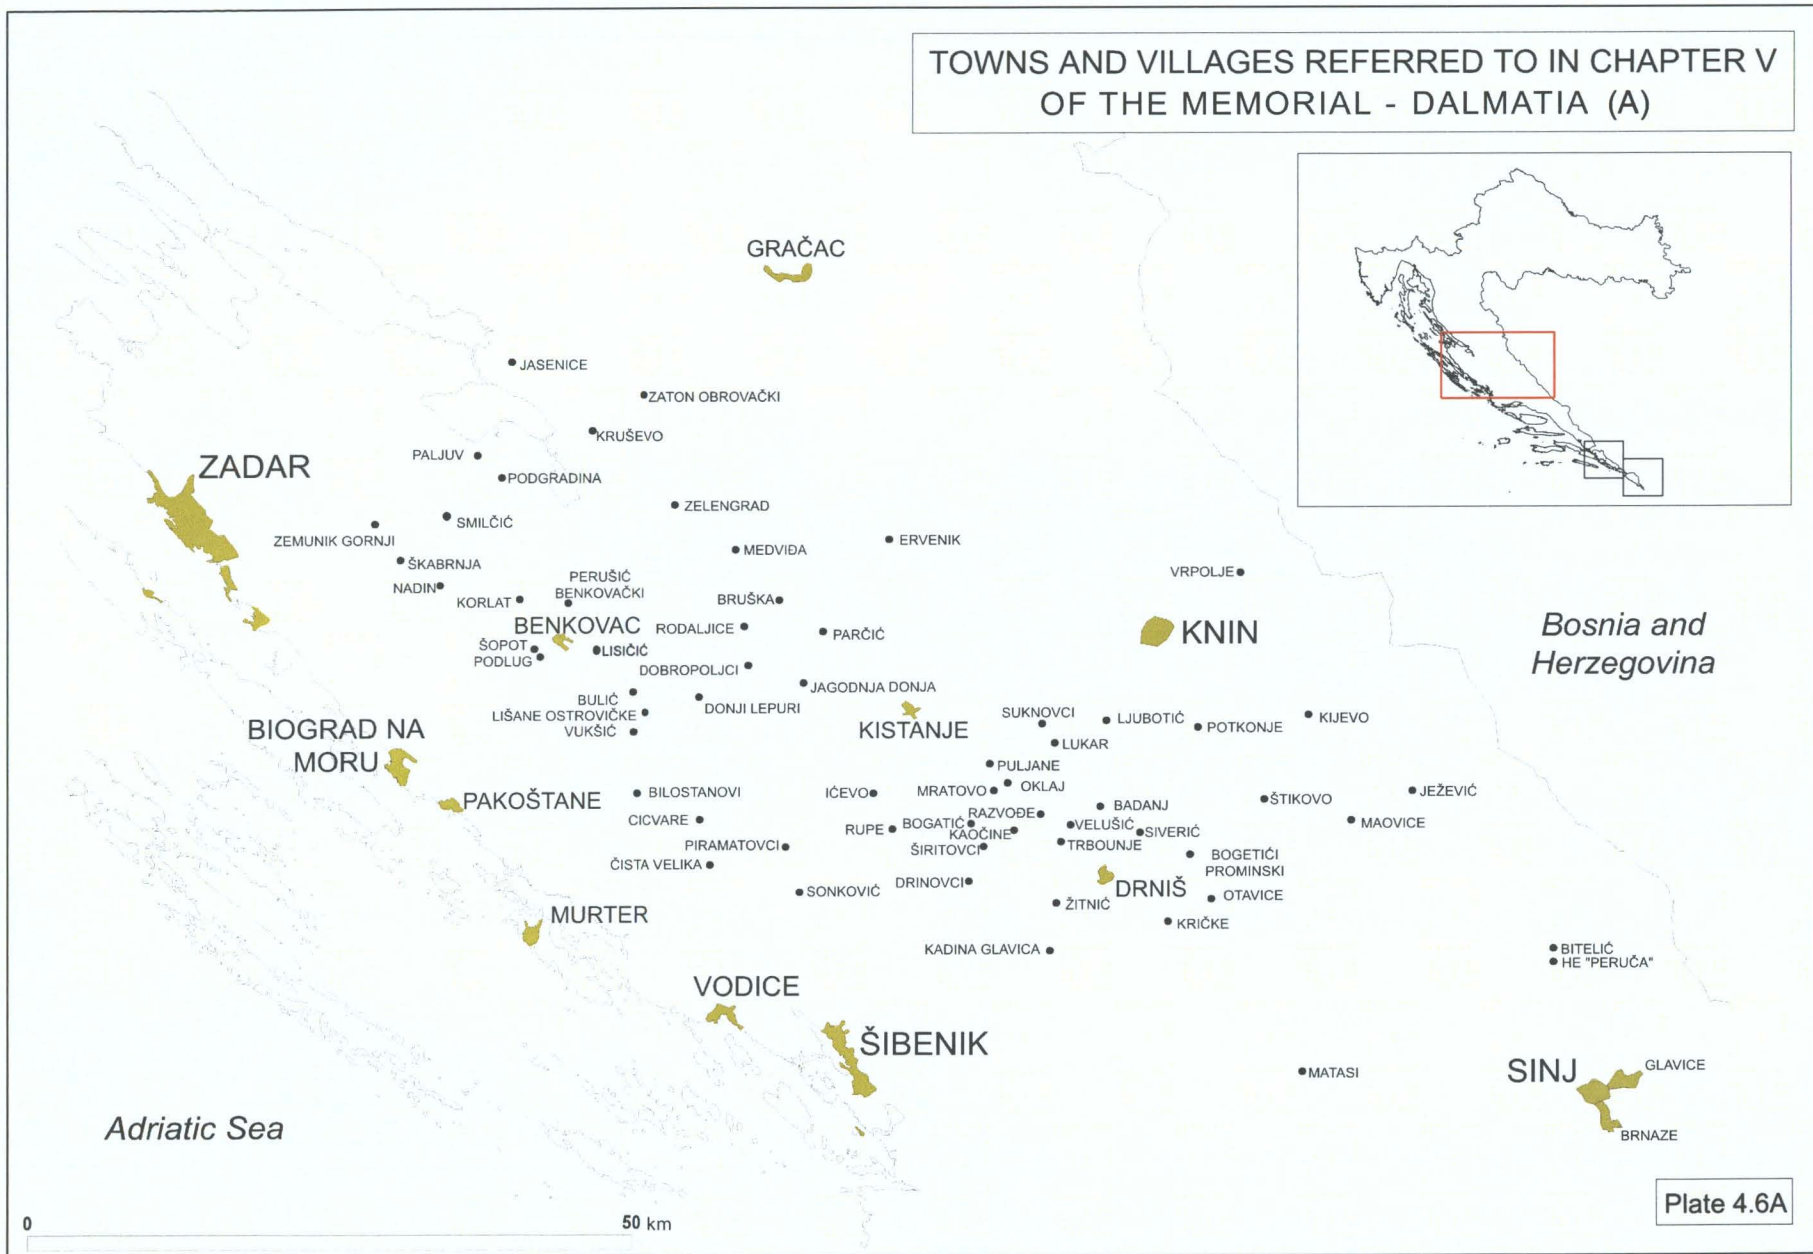 TOWNS AND VILLAGES REFERRED TO IN CHAPTER V
OF THE MEMORIAL - DALMATIA (A)
GRAČAC
JASENICE
ZATON OBROVAČKI
KRUŠEVO
PALJUV
ZADAR
PODGRADINA
ZELENGRAD
SMILČIĆ
ZEMUNIK GORNJI
ERVENIK
MEDVIĐA
ŠKABRNJA
VRPOLJE
PERUŠIĆ
BENKOVAČKI
NADIN
KORLAT
BRUŠKA
BENKOVAC
RODALJICE
PARČIĆ
KNIN
Bosnia and
Herzegovina
ŠOPOT
PODLUG
LISIČIĆ
DOBROPOLJCI
JAGODNJA DONJA
BULIĆ
LIŠANE OSTROVIČKE
VUKŠIĆ
DONJI LEPURI
KISTANJE
SUKNOVCI
LJUBOTIĆ
POTKONJE
KIJEVO
BIOGRAD NA
MORU
LUKAR
PULJANE
PAKOŠTANE
BILOSTANOVI
IĆEVO
MRATOVO
OKLAJ
BADANJ
ŠTIKOVO
JEŽEVIĆ
CICVARE
RUPE
BOGATIĆ
RAZVOĐE
KAOČINE
VELUŠIĆ
SIVERIĆ
MAOVICE
PIRAMATOVCI
ŠIRITOVCI
TRBOUNJE
BOGETIĆI
PROMINSKI
ČISTA VELIKA
SONKOVIĆ
DRINOVCI
DRNIŠ
OTAVICE
ŽITNIĆ
MURTER
KRIČKE
KADINA GLAVICA
BITELIĆ
HE "PERUČA"
VODICE
ŠIBENIK
MATASI
SINJ
GLAVICE
Adriatic Sea
BRNAZE
Plate 4.6A
0
50 km